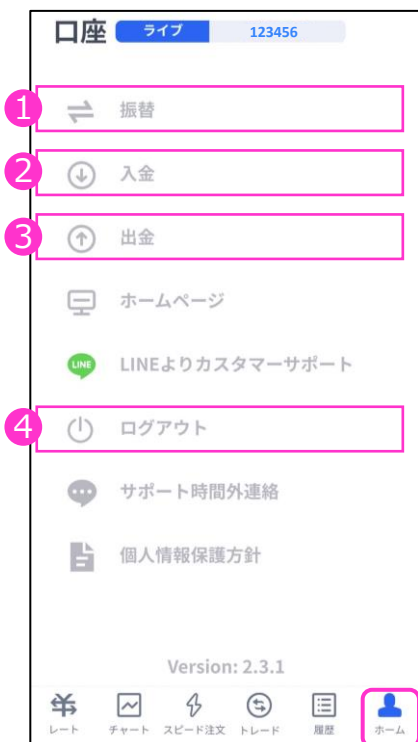 口座 ライブ 123456
1 振替
2 入金
3 出金
ホームページ
LINE LINEよりカスタマーサポート
4 ログアウト
サポート時間外連絡
個人情報保護方針
Version: 2.3.1
レート チャート スピード注文 トレード 履歴 ホーム